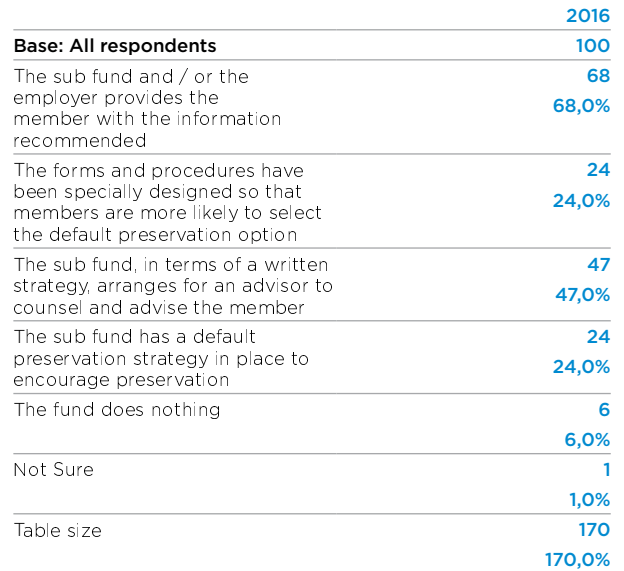 2016
Base: All respondents 100
The sub fund and / or the 68
employer provides the 68,0%
member with the information
recommended
The forms and procedures have 24
been specially designed so that 24,0%
members are more likely to select
the default preservation option
The sub fund, in terms of a written 47
strategy, arranges for an advisor to 47,0%
counsel and advise the member
The sub fund has a default 24
preservation strategy in place to 24,0%
encourage preservation
The fund does nothing 6
6,0%
Not Sure 1
1,0%
Table size 170
170,0%